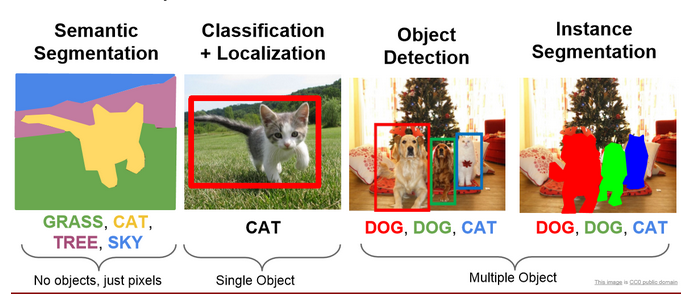 Semantic
Segmentation
Classification
+ Localization
Object
Detection
Instance
Segmentation
GRASS, CAT,
TREE, SKY
CAT
DOG, DOG, CAT
DOG, DOG, CAT
No objects, just pixels
Single Object
Multiple Object
This image is CC0 public domain